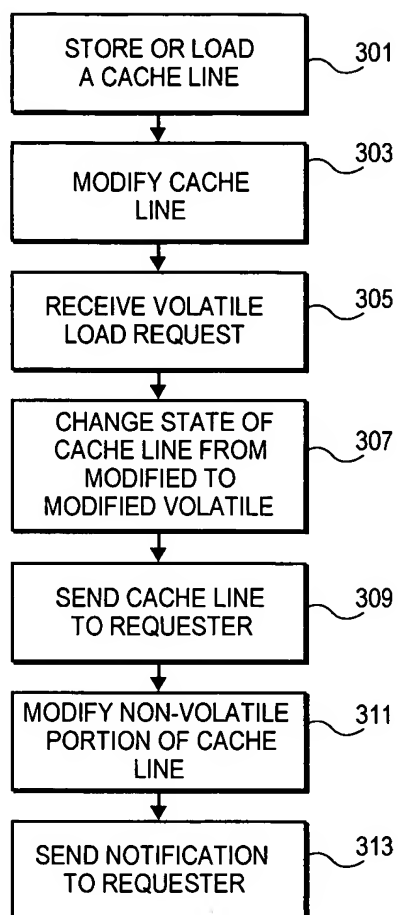 STORE OR LOAD
A CACHE LINE
301
MODIFY CACHE
LINE
303
RECEIVE VOLATILE
LOAD REQUEST
305
CHANGE STATE OF
CACHE LINE FROM
MODIFIED TO
MODIFIED VOLATILE
307
SEND CACHE LINE
TO REQUESTER
309
MODIFY NON-VOLATILE
PORTION OF CACHE
LINE
311
SEND NOTIFICATION
TO REQUESTER
313